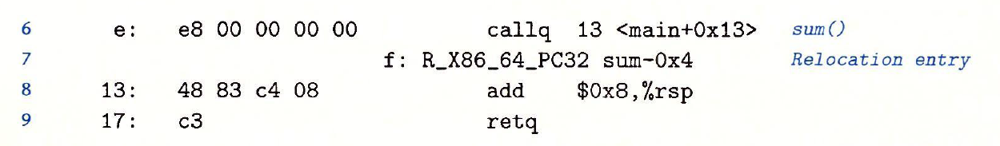 6 e: e8 00 00 00 00 callq 13 <main+0x13> sum()
7 f: R_X86_64_PC32 sum-0x4 Relocation entry
8 13: 48 83 c4 08 add $0x8,%rsp
9 17: c3 retq